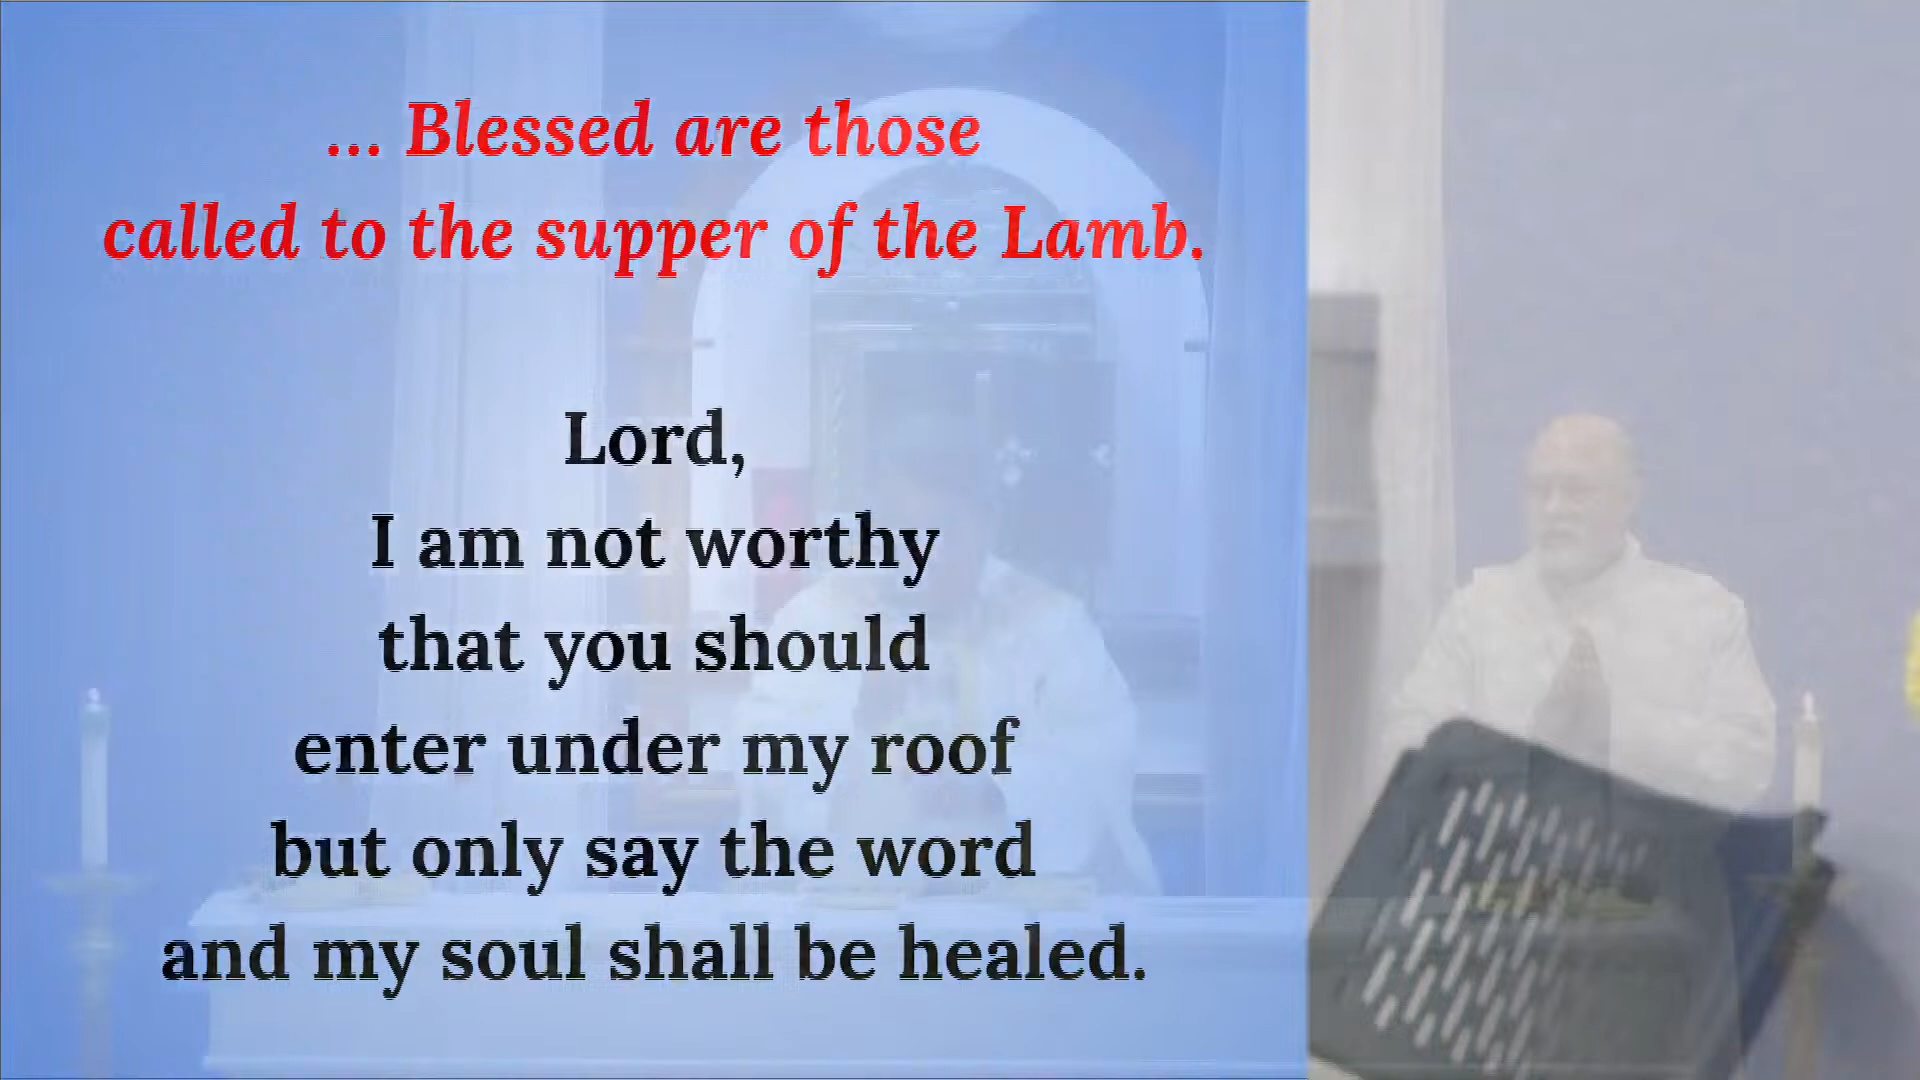 ... Blessed are those
called to the supper of the Lamb.
Lord,
I am not worthy
that you should
enter under my roof
but only say the word
and my soul shall be healed.